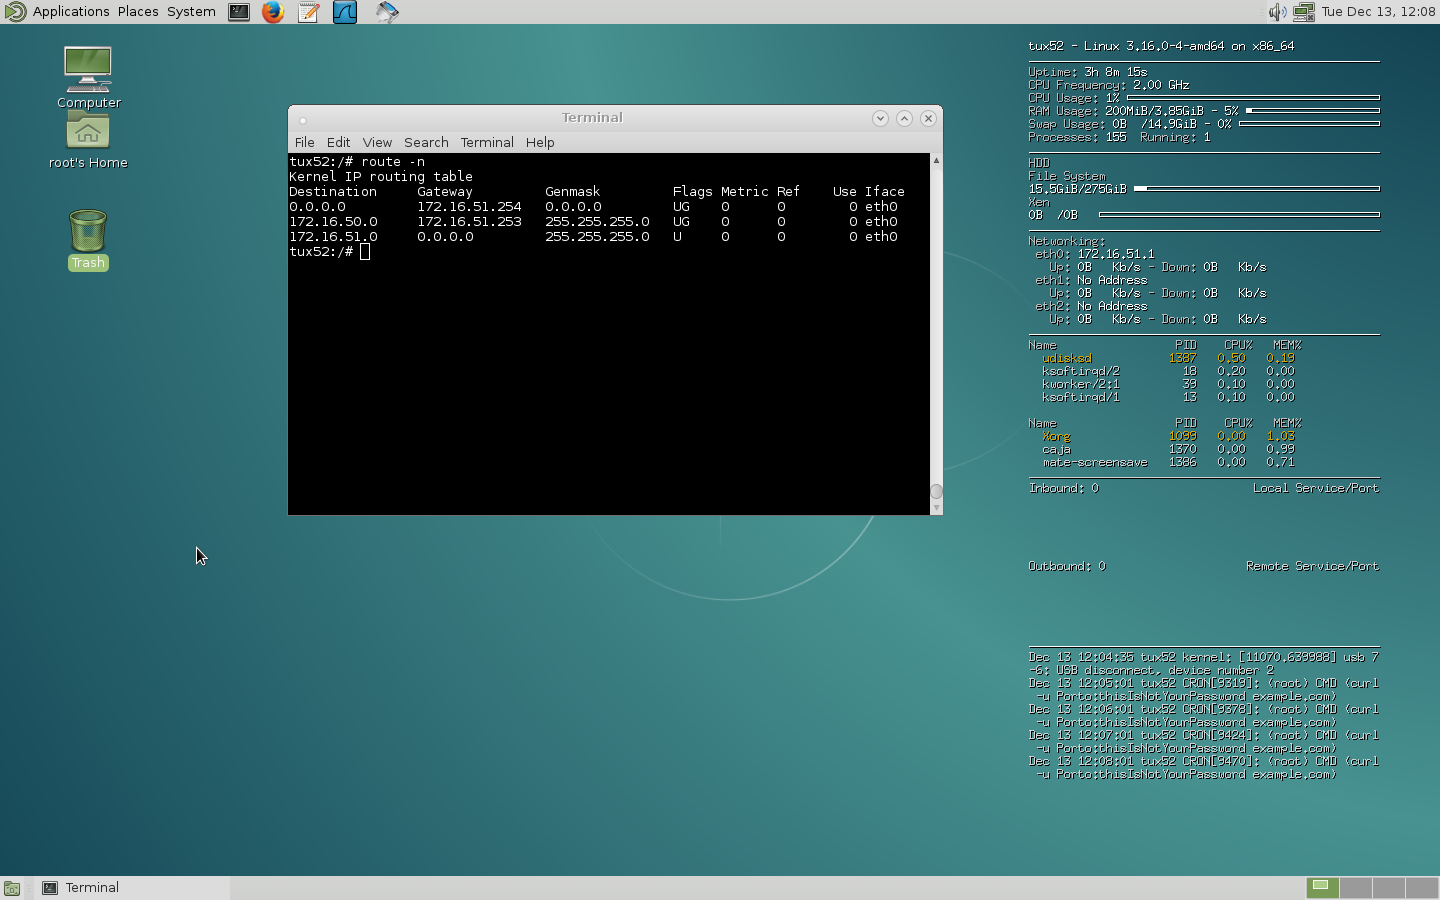 Applications Places System
Tue Dec 13, 12:08
Computer
root's Home
Trash
Terminal
File Edit View Search Terminal Help
tux52:/# route -n
Kernel IP routing table
Destination Gateway Genmask Flags Metric Ref Use Iface
0.0.0.0 172.16.51.254 0.0.0.0 UG 0 0 0 eth0
172.16.50.0 172.16.51.253 255.255.255.0 UG 0 0 0 eth0
172.16.51.0 0.0.0.0 255.255.255.0 U 0 0 0 eth0
tux52:/#
tux52 - Linux 3.16.0-4-amd64 on x86_64
Uptime: 3h 8m 15s
CPU Frequency: 2.00 GHz
CPU Usage: 1%
RAM Usage: 200MiB/3.85GiB - 5%
Swap Usage: 0B /14.9GiB - 0%
Processes: 155 Running: 1
HDD
File System
15.5GiB/275GiB
Xen
0B /0B
Networking:
eth0: 172.16.51.1
Up: 0B Kb/s - Down: 0B Kb/s
eth1: No Address
Up: 0B Kb/s - Down: 0B Kb/s
eth2: No Address
Up: 0B Kb/s - Down: 0B Kb/s
Name PID CPU% MEM%
udisksd 1387 0.50 0.19
ksoftirqd/2 18 0.20 0.00
kworker/2:1 39 0.10 0.00
ksoftirqd/1 13 0.10 0.00
Name PID CPU% MEM%
Xorg 1099 0.00 1.03
caja 1370 0.00 0.99
mate-screensave 1386 0.00 0.71
Inbound: 0 Local Service/Port
Outbound: 0 Remote Service/Port
Dec 13 12:04:35 tux52 kernel: [11070.639988] usb 7
-6: USB disconnect, device number 2
Dec 13 12:05:01 tux52 CRON[9319]: (root) CMD (curl
-u Porto:thisIsNotYourPassword example.com)
Dec 13 12:06:01 tux52 CRON[9378]: (root) CMD (curl
-u Porto:thisIsNotYourPassword example.com)
Dec 13 12:07:01 tux52 CRON[9424]: (root) CMD (curl
-u Porto:thisIsNotYourPassword example.com)
Dec 13 12:08:01 tux52 CRON[9470]: (root) CMD (curl
-u Porto:thisIsNotYourPassword example.com)
Terminal